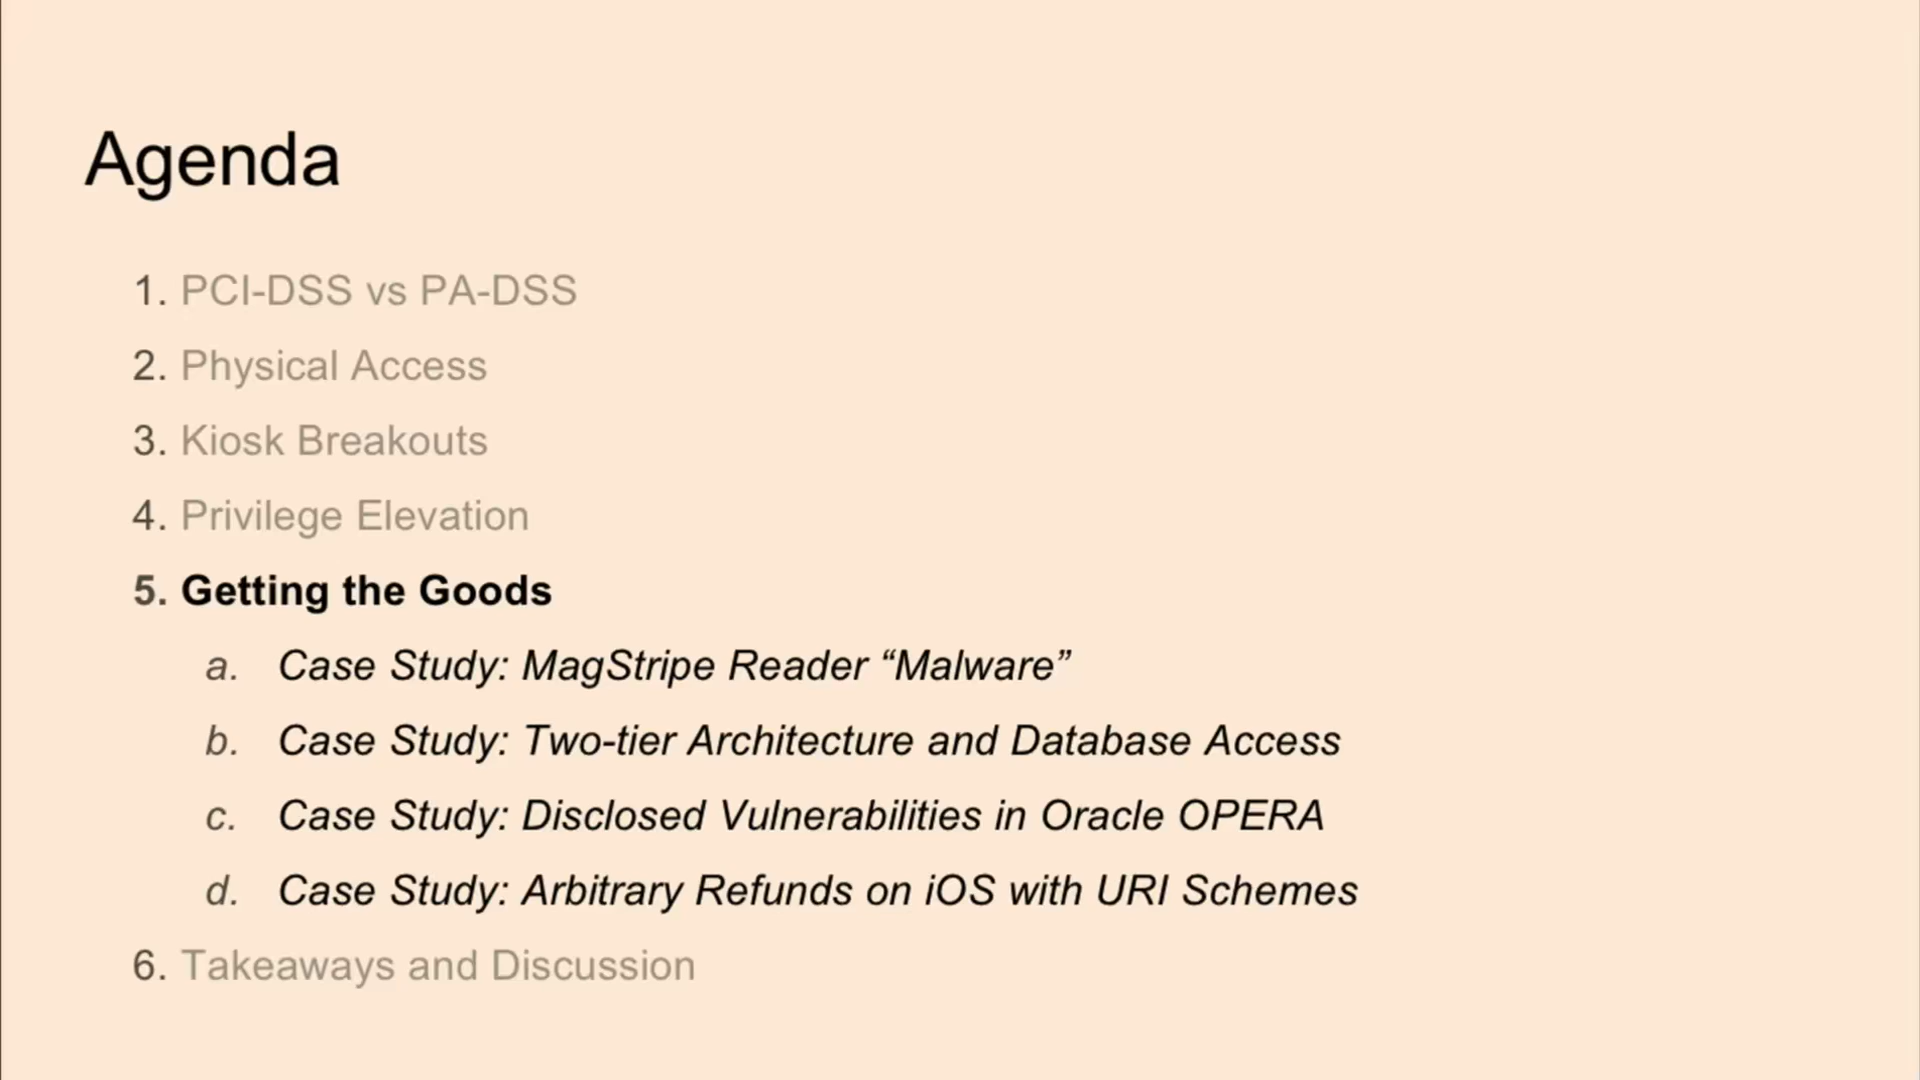 Agenda
1. PCI-DSS vs PA-DSS
2. Physical Access
3. Kiosk Breakouts
4. Privilege Elevation
5. Getting the Goods
a. Case Study: MagStripe Reader “Malware”
b. Case Study: Two-tier Architecture and Database Access
c. Case Study: Disclosed Vulnerabilities in Oracle OPERA
d. Case Study: Arbitrary Refunds on iOS with URI Schemes
6. Takeaways and Discussion